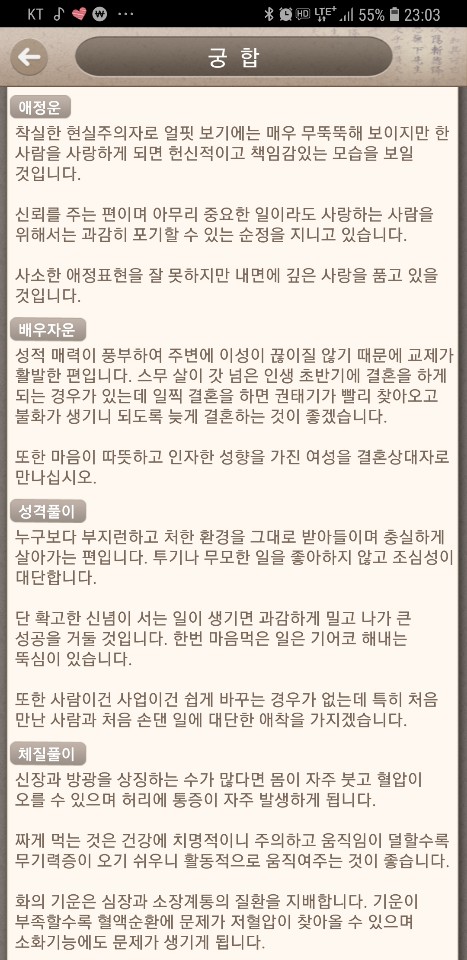 KT ... HD LTE+ 55% 23:03
궁 합
애정운
착실한 현실주의자로 얼핏 보기에는 매우 무뚝뚝해 보이지만 한
사람을 사랑하게 되면 헌신적이고 책임감있는 모습을 보일
것입니다.
신뢰를 주는 편이며 아무리 중요한 일이라도 사랑하는 사람을
위해서는 과감히 포기할 수 있는 순정을 지니고 있습니다.
사소한 애정표현을 잘 못하지만 내면에 깊은 사랑을 품고 있을
것입니다.
배우자운
성적 매력이 풍부하여 주변에 이성이 끊이질 않기 때문에 교제가
활발한 편입니다. 스무 살이 갓 넘은 인생 초반기에 결혼을 하게
되는 경우가 있는데 일찍 결혼을 하면 권태기가 빨리 찾아오고
불화가 생기니 되도록 늦게 결혼하는 것이 좋겠습니다.
또한 마음이 따뜻하고 인자한 성향을 가진 여성을 결혼상대자로
만나십시오.
성격풀이
누구보다 부지런하고 처한 환경을 그대로 받아들이며 충실하게
살아가는 편입니다. 투기나 무모한 일을 좋아하지 않고 조심성이
대단합니다.
단 확고한 신념이 서는 일이 생기면 과감하게 밀고 나가 큰
성공을 거둘 것입니다. 한번 마음먹은 일은 기어코 해내는
뚝심이 있습니다.
또한 사람이건 사업이건 쉽게 바꾸는 경우가 없는데 특히 처음
만난 사람과 처음 손댄 일에 대단한 애착을 가지겠습니다.
체질풀이
신장과 방광을 상징하는 수가 많다면 몸이 자주 붓고 혈압이
오를 수 있으며 허리에 통증이 자주 발생하게 됩니다.
짜게 먹는 것은 건강에 치명적이니 주의하고 움직임이 덜할수록
무기력증이 오기 쉬우니 활동적으로 움직여주는 것이 좋습니다.
화의 기운은 심장과 소장계통의 질환을 지배합니다. 기운이
부족할수록 혈액순환에 문제가 저혈압이 찾아올 수 있으며
소화기능에도 문제가 생기게 됩니다.